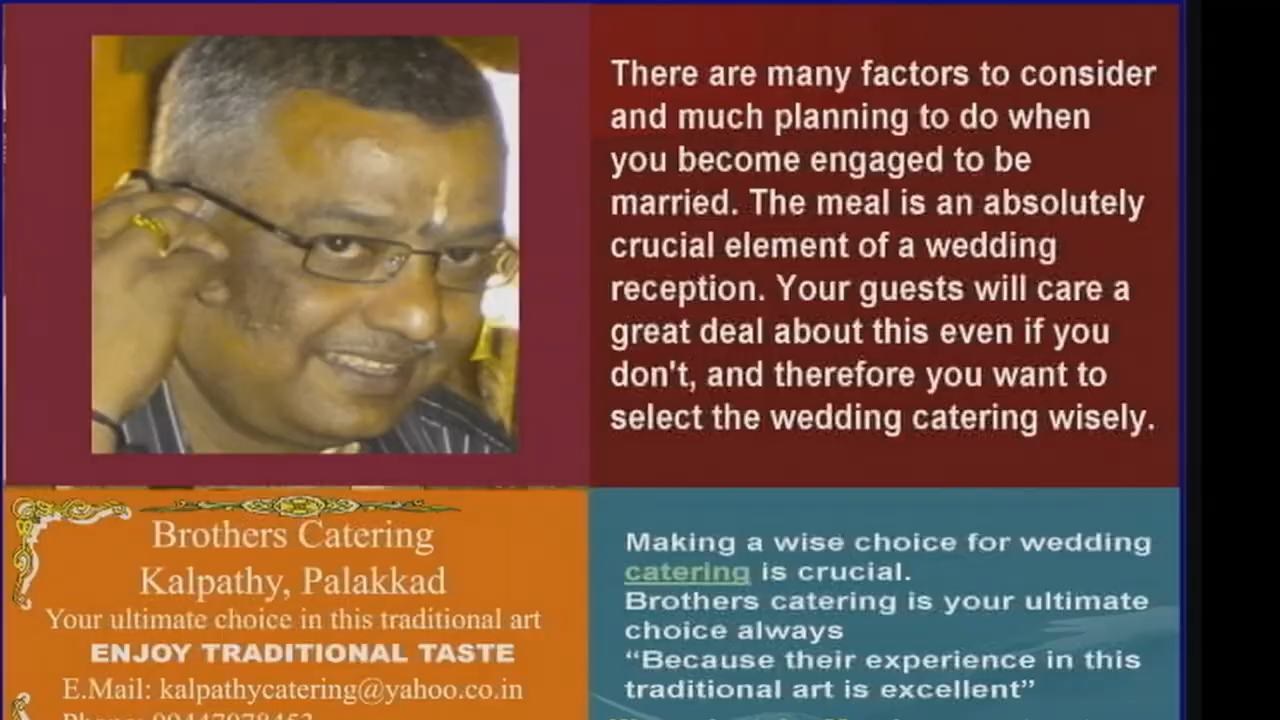 There are many factors to consider
and much planning to do when
you become engaged to be
married. The meal is an absolutely
crucial element of a wedding
reception. Your guests will care a
great deal about this even if you
don't, and therefore you want to
select the wedding catering wisely.
Brothers Catering
Kalpathy, Palakkad
Your ultimate choice in this traditional art
ENJOY TRADITIONAL TASTE
E.Mail: kalpathycatering@yahoo.co.in
Making a wise choice for wedding
catering is crucial.
Brothers catering is your ultimate
choice always
“Because their experience in this
traditional art is excellent”